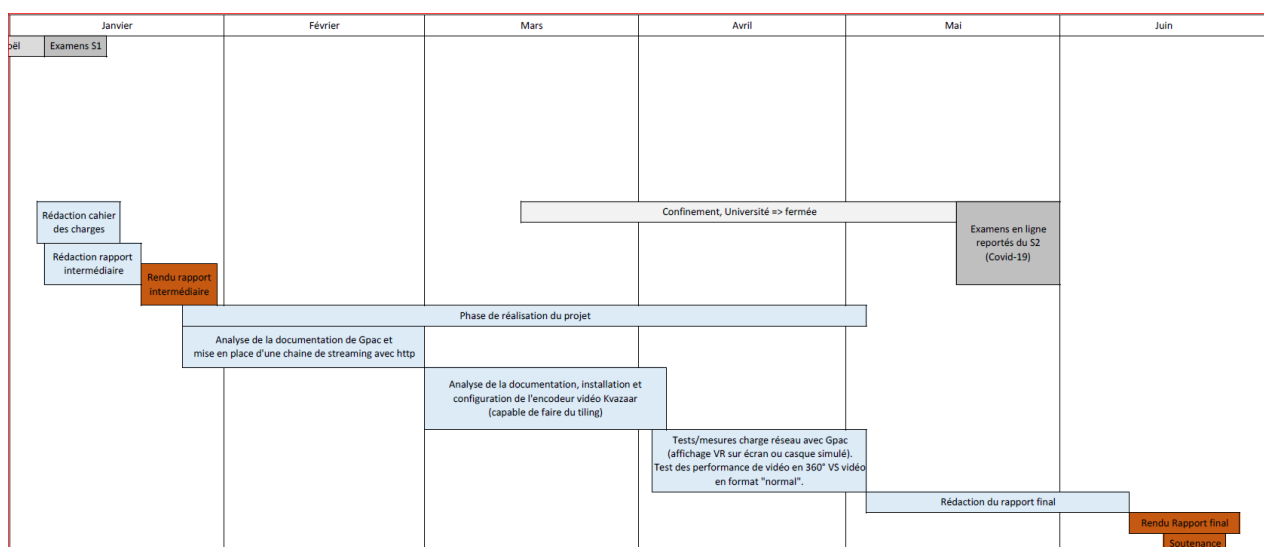 Janvier
Février
Mars
Avril
Mai
Juin
oël
Examens S1
Rédaction cahier
des charges
Confinement, Université => fermée
Examens en ligne
reportés du S2
(Covid-19)
Rédaction rapport
intermédiaire
Rendu rapport
intermédiaire
Phase de réalisation du projet
Analyse de la documentation de Gpac et
mise en place d'une chaine de streaming avec http
Analyse de la documentation, installation et
configuration de l'encodeur vidéo Kvazaar
(capable de faire du tiling)
Tests/mesures charge réseau avec Gpac
(affichage VR sur écran ou casque simulé).
Test des performance de vidéo en 360° VS vidéo
en format "normal".
Rédaction du rapport final
Rendu Rapport final
Soutenance